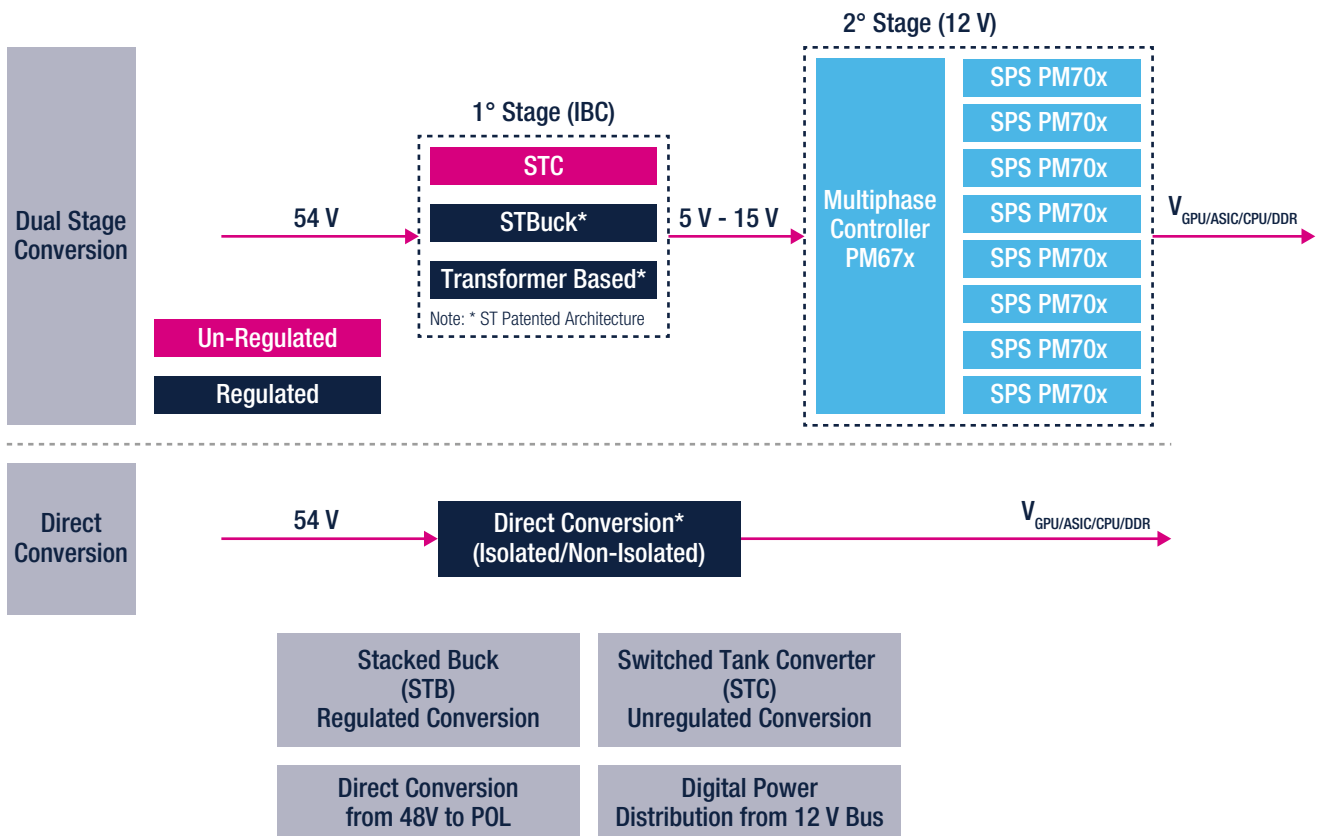 2° Stage (12 V)
Dual Stage
Conversion
54 V
Un-Regulated
Regulated
1° Stage (IBC)
STC
STBuck*
Transformer Based*
Note: * ST Patented Architecture
5 V - 15 V
Multiphase
Controller
PM67x
SPS PM70x
SPS PM70x
SPS PM70x
SPS PM70x
SPS PM70x
SPS PM70x
SPS PM70x
SPS PM70x
V GPU/ASIC/CPU/DDR
Direct
Conversion
54 V
Direct Conversion*
(Isolated/Non-Isolated)
V GPU/ASIC/CPU/DDR
Stacked Buck
(STB)
Regulated Conversion
Switched Tank Converter
(STC)
Unregulated Conversion
Direct Conversion
from 48V to POL
Digital Power
Distribution from 12 V Bus